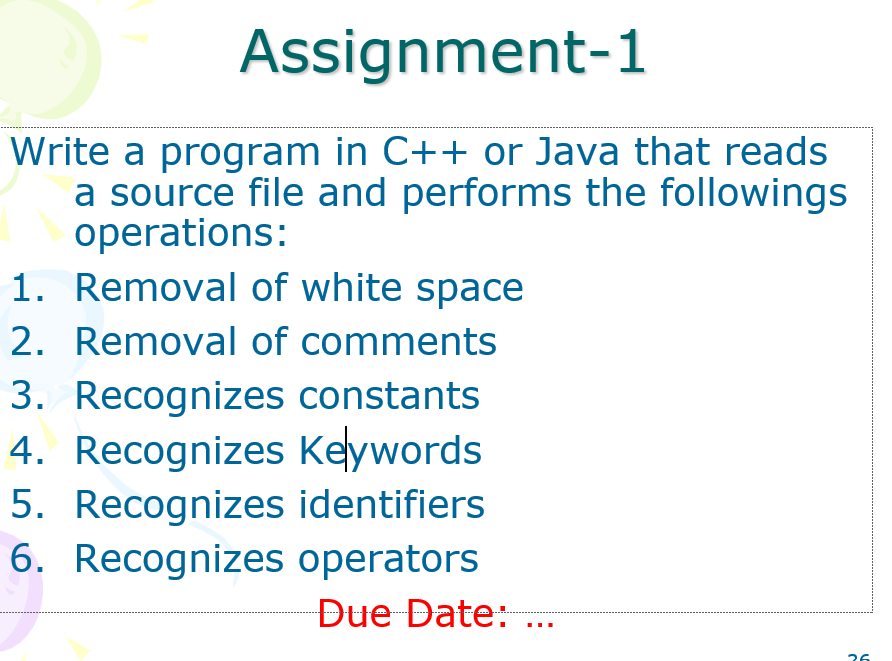 Assignment-1
Write a program in C++ or Java that reads
a source file and performs the followings
operations:
1. Removal of white space
2. Removal of comments
3. Recognizes constants
4. Recognizes Keywords
5. Recognizes identifiers
6. Recognizes operators
Due Date: …
26